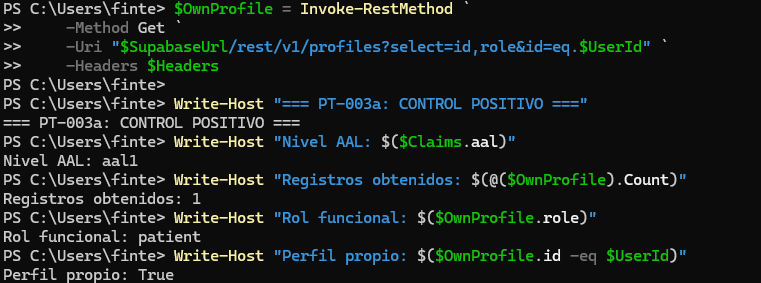 PS C:\Users\finte> $OwnProfile = Invoke-RestMethod `
>>     -Method Get `
>>     -Uri "$SupabaseUrl/rest/v1/profiles?select=id,role&id=eq.$UserId" `
>>     -Headers $Headers
PS C:\Users\finte>
PS C:\Users\finte> Write-Host "=== PT-003a: CONTROL POSITIVO ==="
=== PT-003a: CONTROL POSITIVO ===
PS C:\Users\finte> Write-Host "Nivel AAL: $($Claims.aal)"
Nivel AAL: aal1
PS C:\Users\finte> Write-Host "Registros obtenidos: $(@($OwnProfile).Count)"
Registros obtenidos: 1
PS C:\Users\finte> Write-Host "Rol funcional: $($OwnProfile.role)"
Rol funcional: patient
PS C:\Users\finte> Write-Host "Perfil propio: $($OwnProfile.id -eq $UserId)"
Perfil propio: True